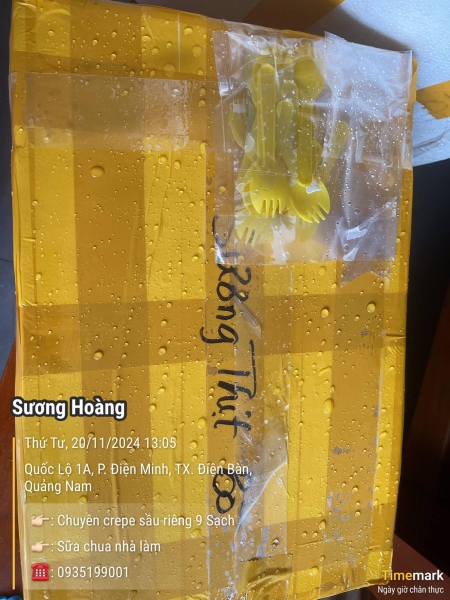 Thịt
Sương Hoàng
Thứ Tư, 20/11/2024 13:05
Quốc Lộ 1A, P. Điện Minh, TX. Điện Bàn,
Quảng Nam
👉🏻: Chuyên crepe sầu riêng 9 Sạch
👉🏻: Sữa chua nhà làm
☎️: 0935199001
Timemark
Ngày giờ chân thực